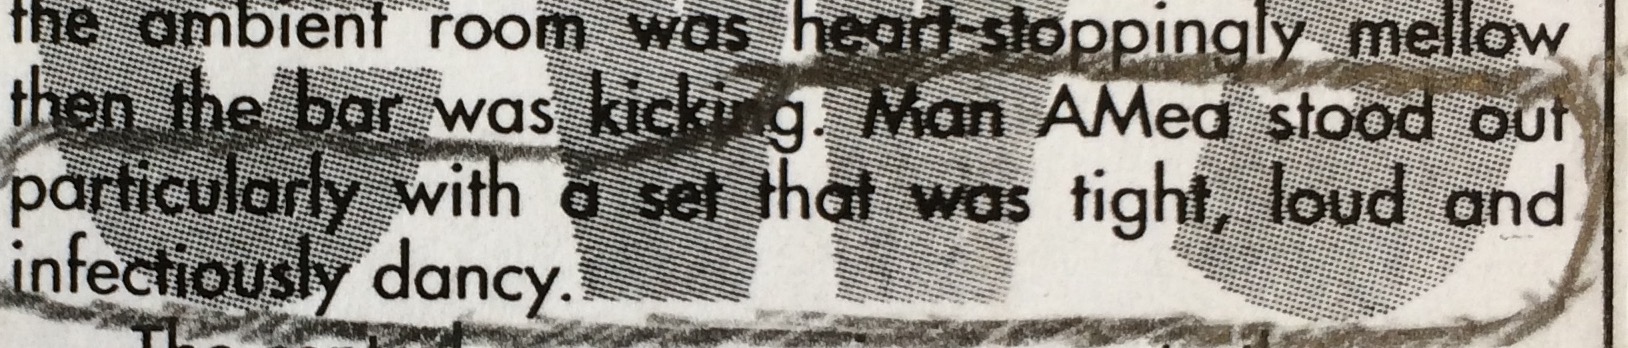 the ambient room was heart-stoppingly mellow
then the bar was kicking. Man AMea stood out
particularly with a set that was tight, loud and
infectiously dancy.
The